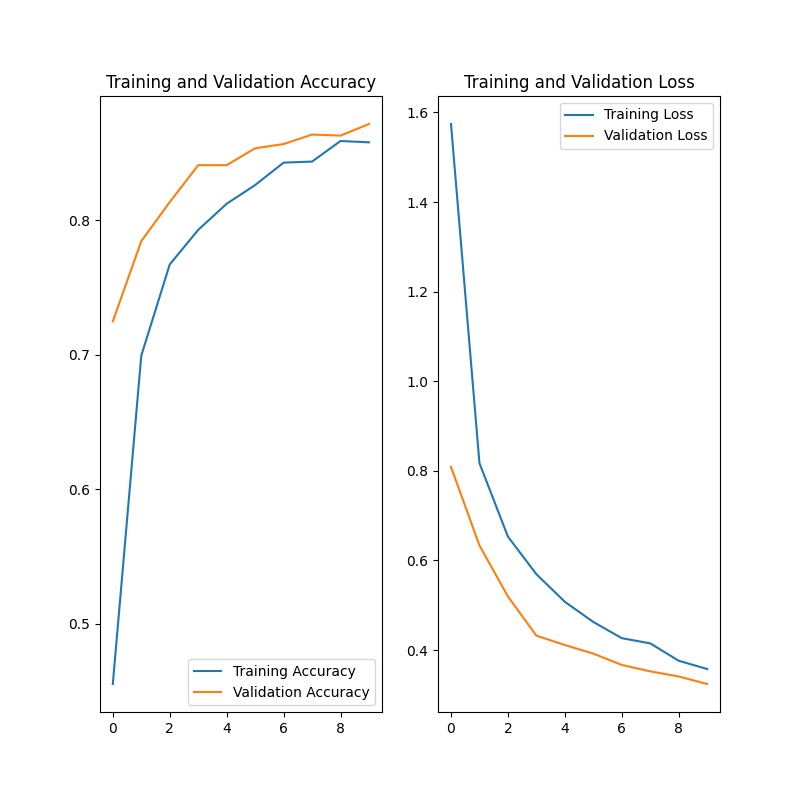 Training and Validation Accuracy
0.8
0.7
0.6
0.5
Training Accuracy
Validation Accuracy
0 2 4 6 8
Training and Validation Loss
Training Loss
Validation Loss
1.6
1.4
1.2
1.0
0.8
0.6
0.4
0 2 4 6 8